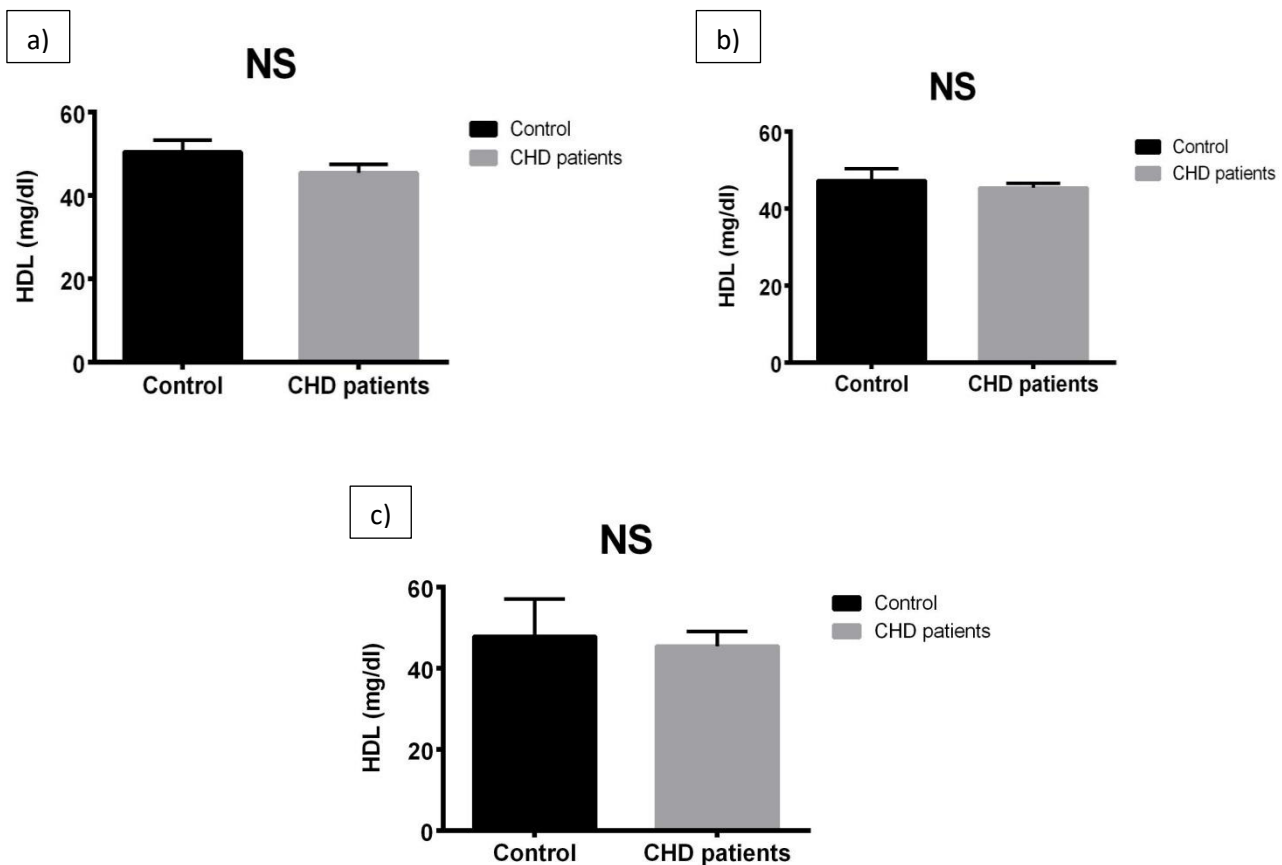 a)
NS
HDL (mg/dl)
60
40
20
0
Control
CHD patients
Control
CHD patients
b)
NS
HDL (mg/dl)
60
40
20
0
Control
CHD patients
Control
CHD patients
c)
NS
HDL (mg/dl)
60
40
20
0
Control
CHD patients
Control
CHD patients